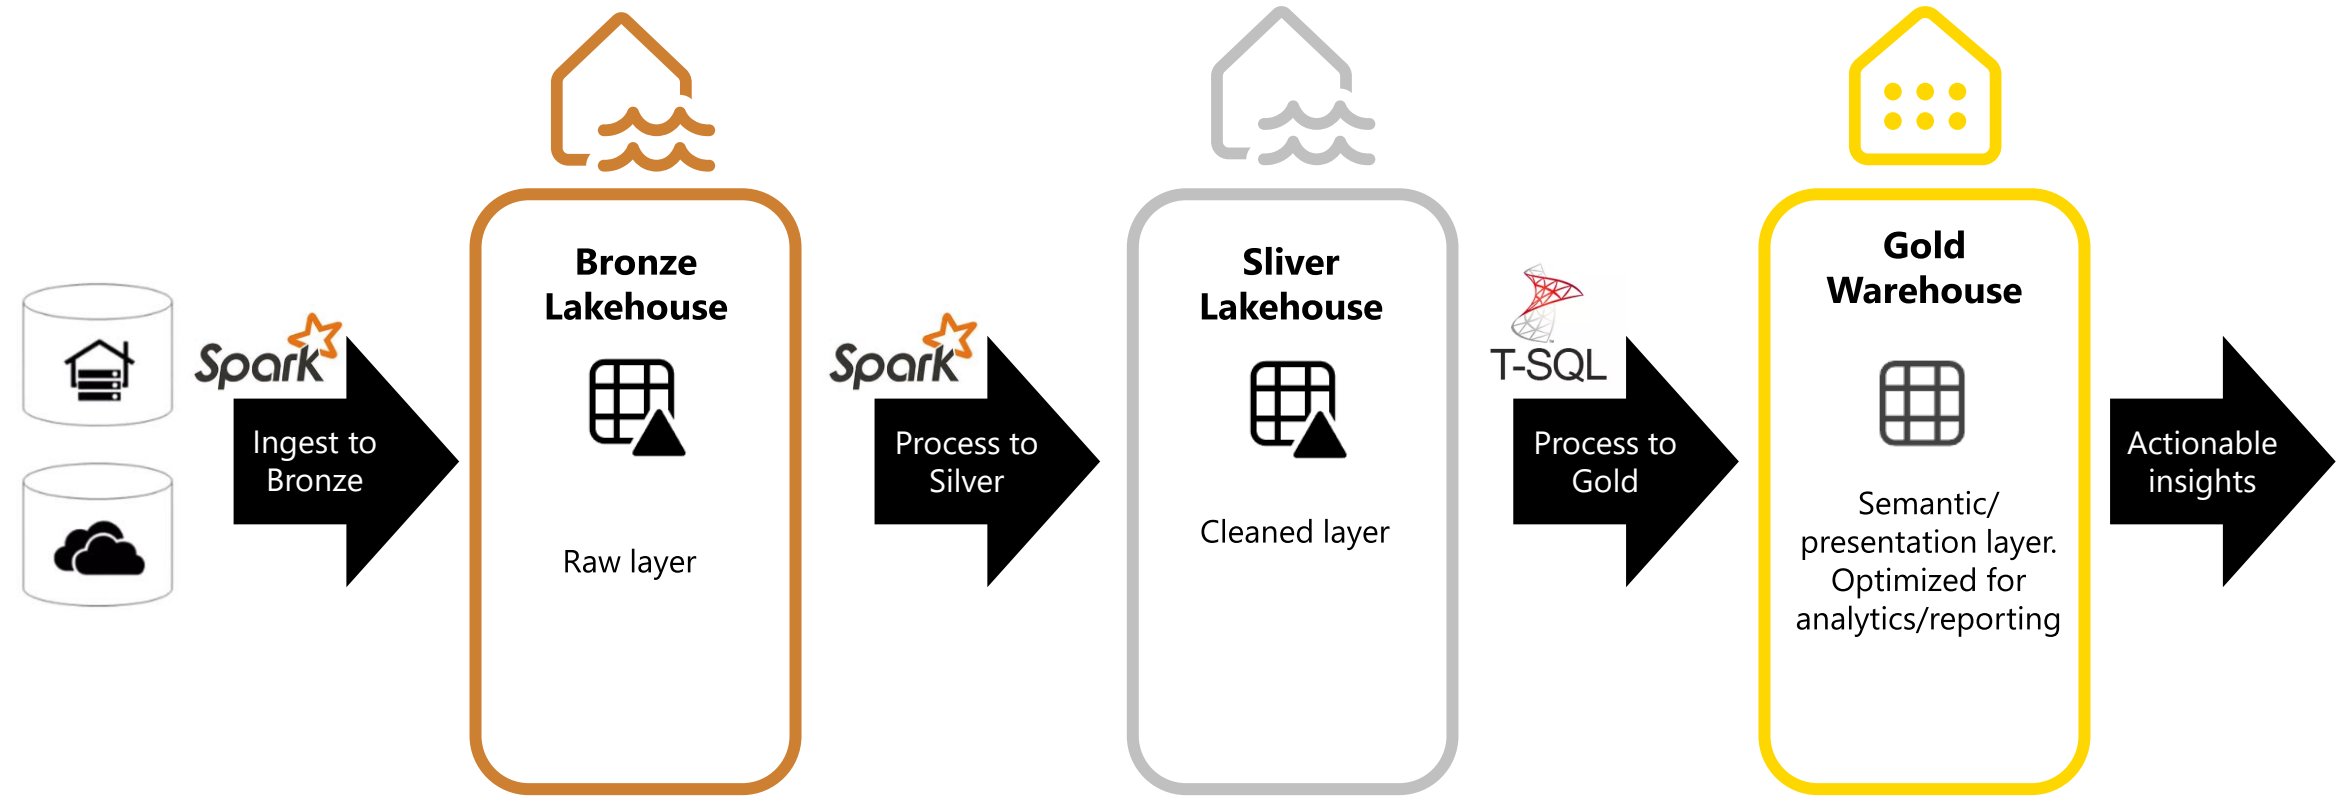 Spark
Ingest to
Bronze
Bronze
Lakehouse
Raw layer
Spark
Process to
Silver
Sliver
Lakehouse
Cleaned layer
T-SQL
Process to
Gold
Gold
Warehouse
Semantic/
presentation layer.
Optimized for
analytics/reporting
Actionable
insights